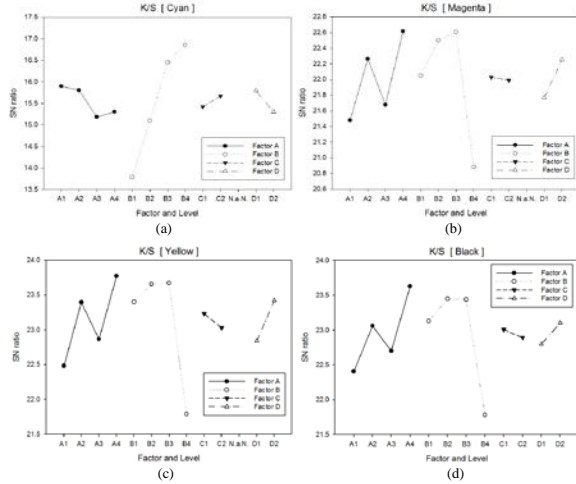 K/S [ Cyan]
SN ratio
17.5
17.0
16.5
16.0
15.5
15.0
14.5
14.0
13.5
Factor A
Factor B
Factor C
Factor D
A1 A2 A3 A4 B1 B2 B3 B4 C1 C2 N.a.N. D1 D2
Factor and Level
(a)
K/S [ Magenta]
SN ratio
22.8
22.6
22.4
22.2
22.0
21.8
21.6
21.4
21.2
21.0
20.8
20.6
Factor A
Factor B
Factor C
Factor D
A1 A2 A3 A4 B1 B2 B3 B4 C1 C2 N.a.N. D1 D2
Factor and Level
(b)
K/S [ Yellow]
SN ratio
24.0
23.5
23.0
22.5
22.0
21.5
Factor A
Factor B
Factor C
Factor D
A1 A2 A3 A4 B1 B2 B3 B4 C1 C2 N.a.N. D1 D2
Factor and Level
(c)
K/S [ Black]
SN ratio
24.0
23.5
23.0
22.5
22.0
21.5
Factor A
Factor B
Factor C
Factor D
A1 A2 A3 A4 B1 B2 B3 B4 C1 C2 N.a.N. D1 D2
Factor and Level
(d)